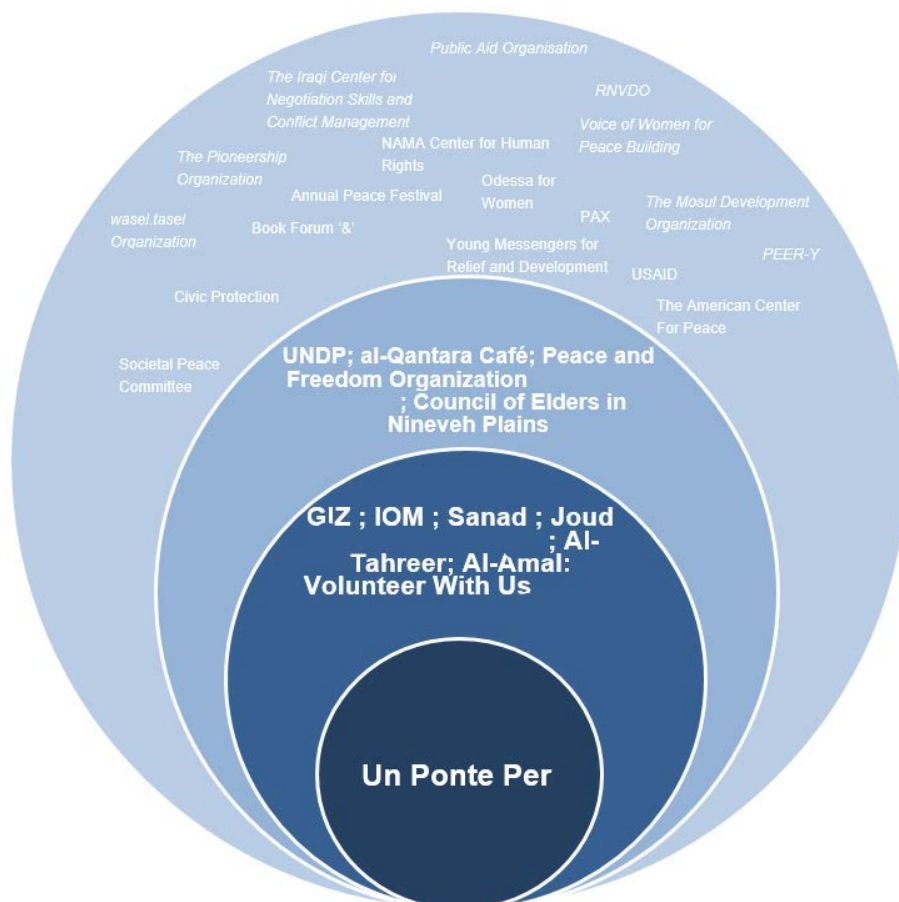 Public Aid Organisation
The Iraqi Center for
Negotiation Skills and
Conflict Management
RNVDO
Voice of Women for
Peace Building
NAMA Center for Human
Rights
The Pioneership
Organization
Odessa for
Women
Annual Peace Festival
The Mosul Development
Organization
wasel.tasel
Organization
Book Forum ‘&’
PAX
Young Messengers for
Relief and Development
PEER-Y
USAID
Civic Protection
The American Center
For Peace
Societal Peace
Committee
UNDP; al-Qantara Café; Peace and
Freedom Organization
; Council of Elders in
Nineveh Plains
GIZ ; IOM ; Sanad ; Joud
; Al-
Tahreer; Al-Amal:
Volunteer With Us
Un Ponte Per